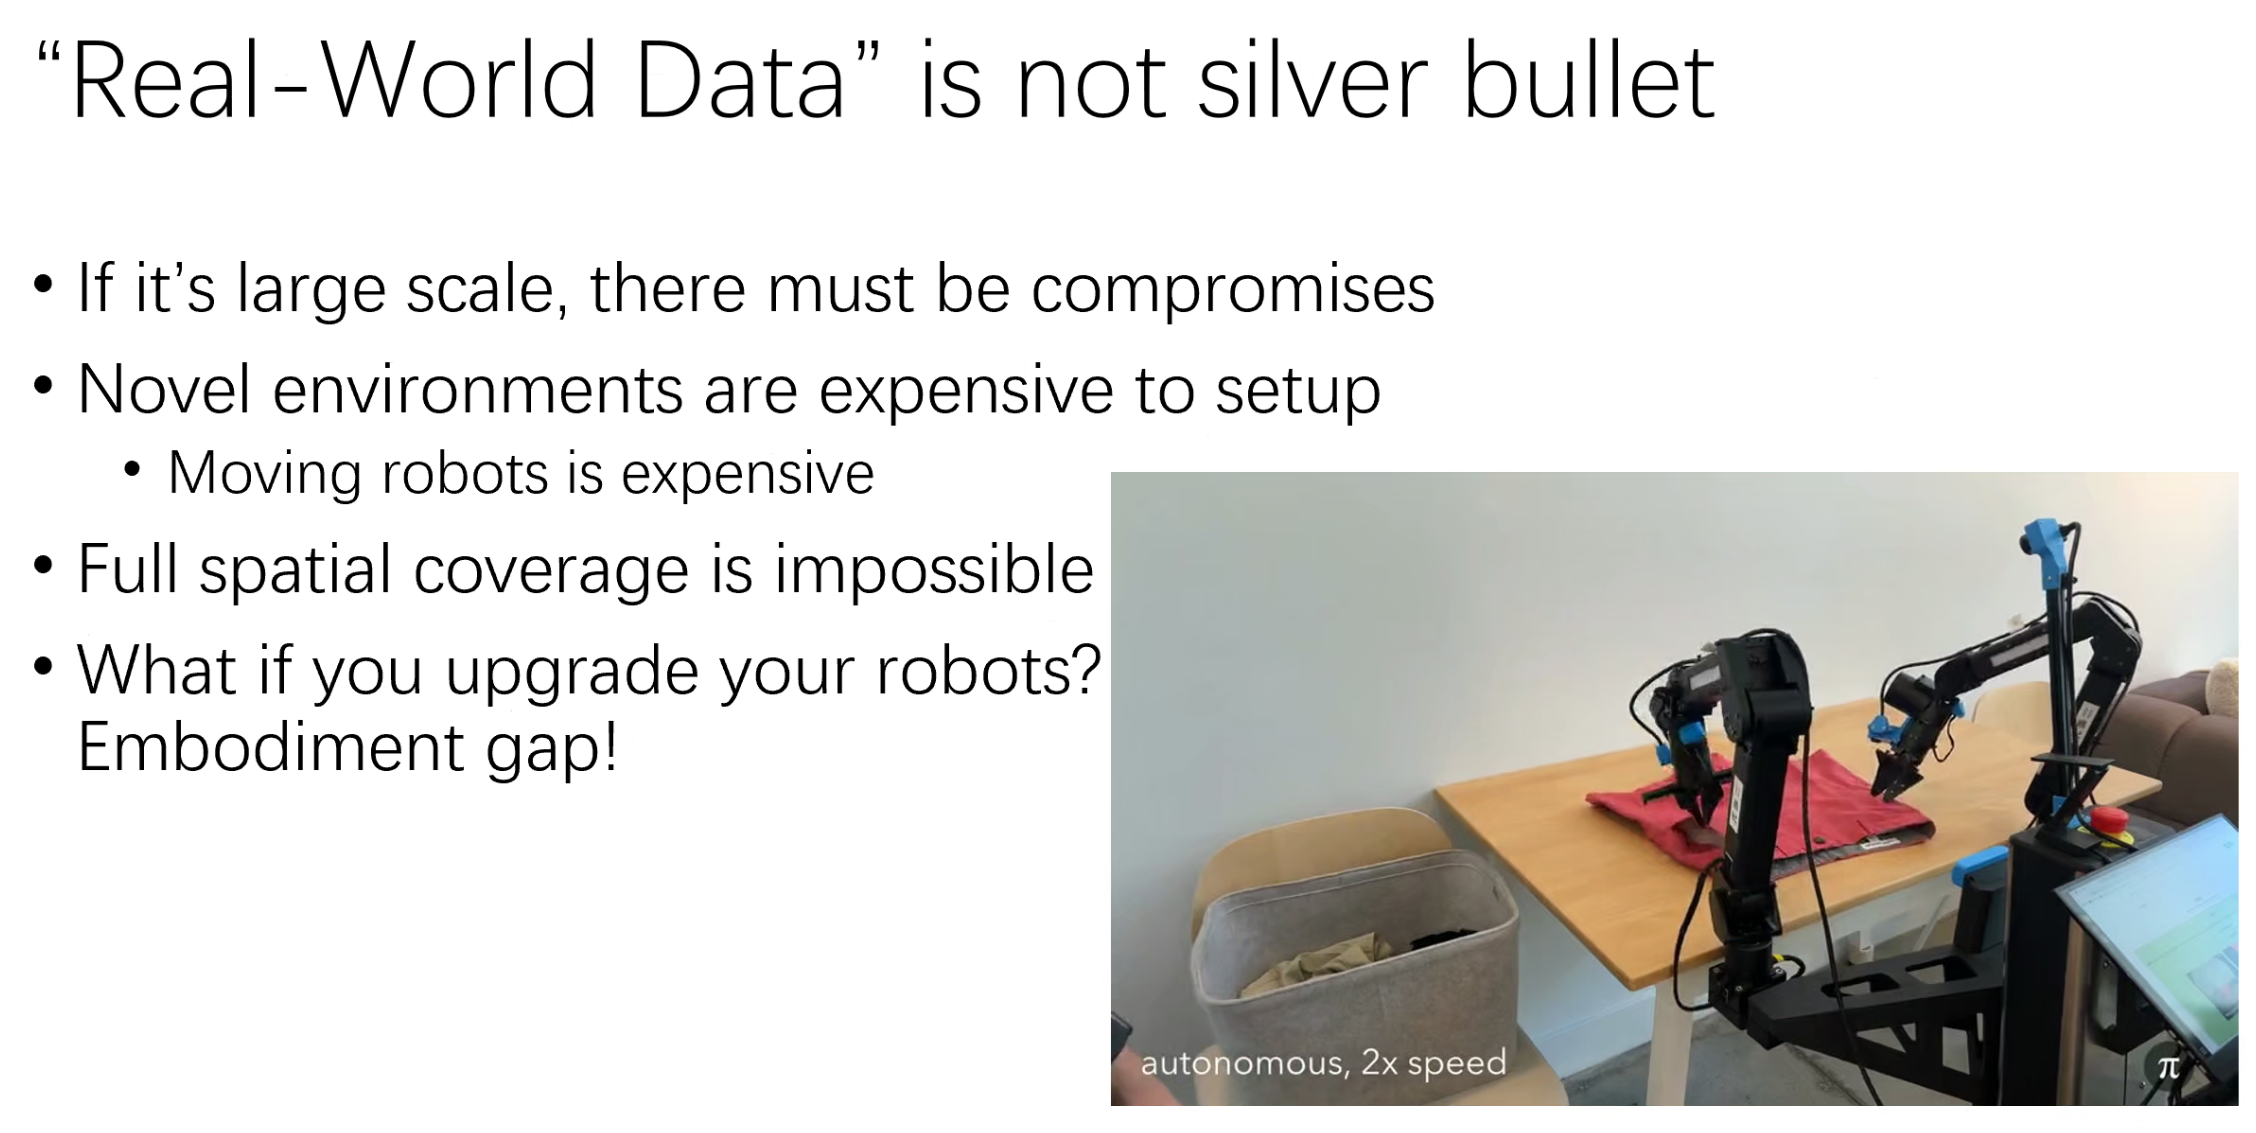 “Real-World Data” is not silver bullet
• If it’s large scale, there must be compromises
• Novel environments are expensive to setup
• Moving robots is expensive
• Full spatial coverage is impossible
• What if you upgrade your robots?
Embodiment gap!
autonomous, 2x speed
π